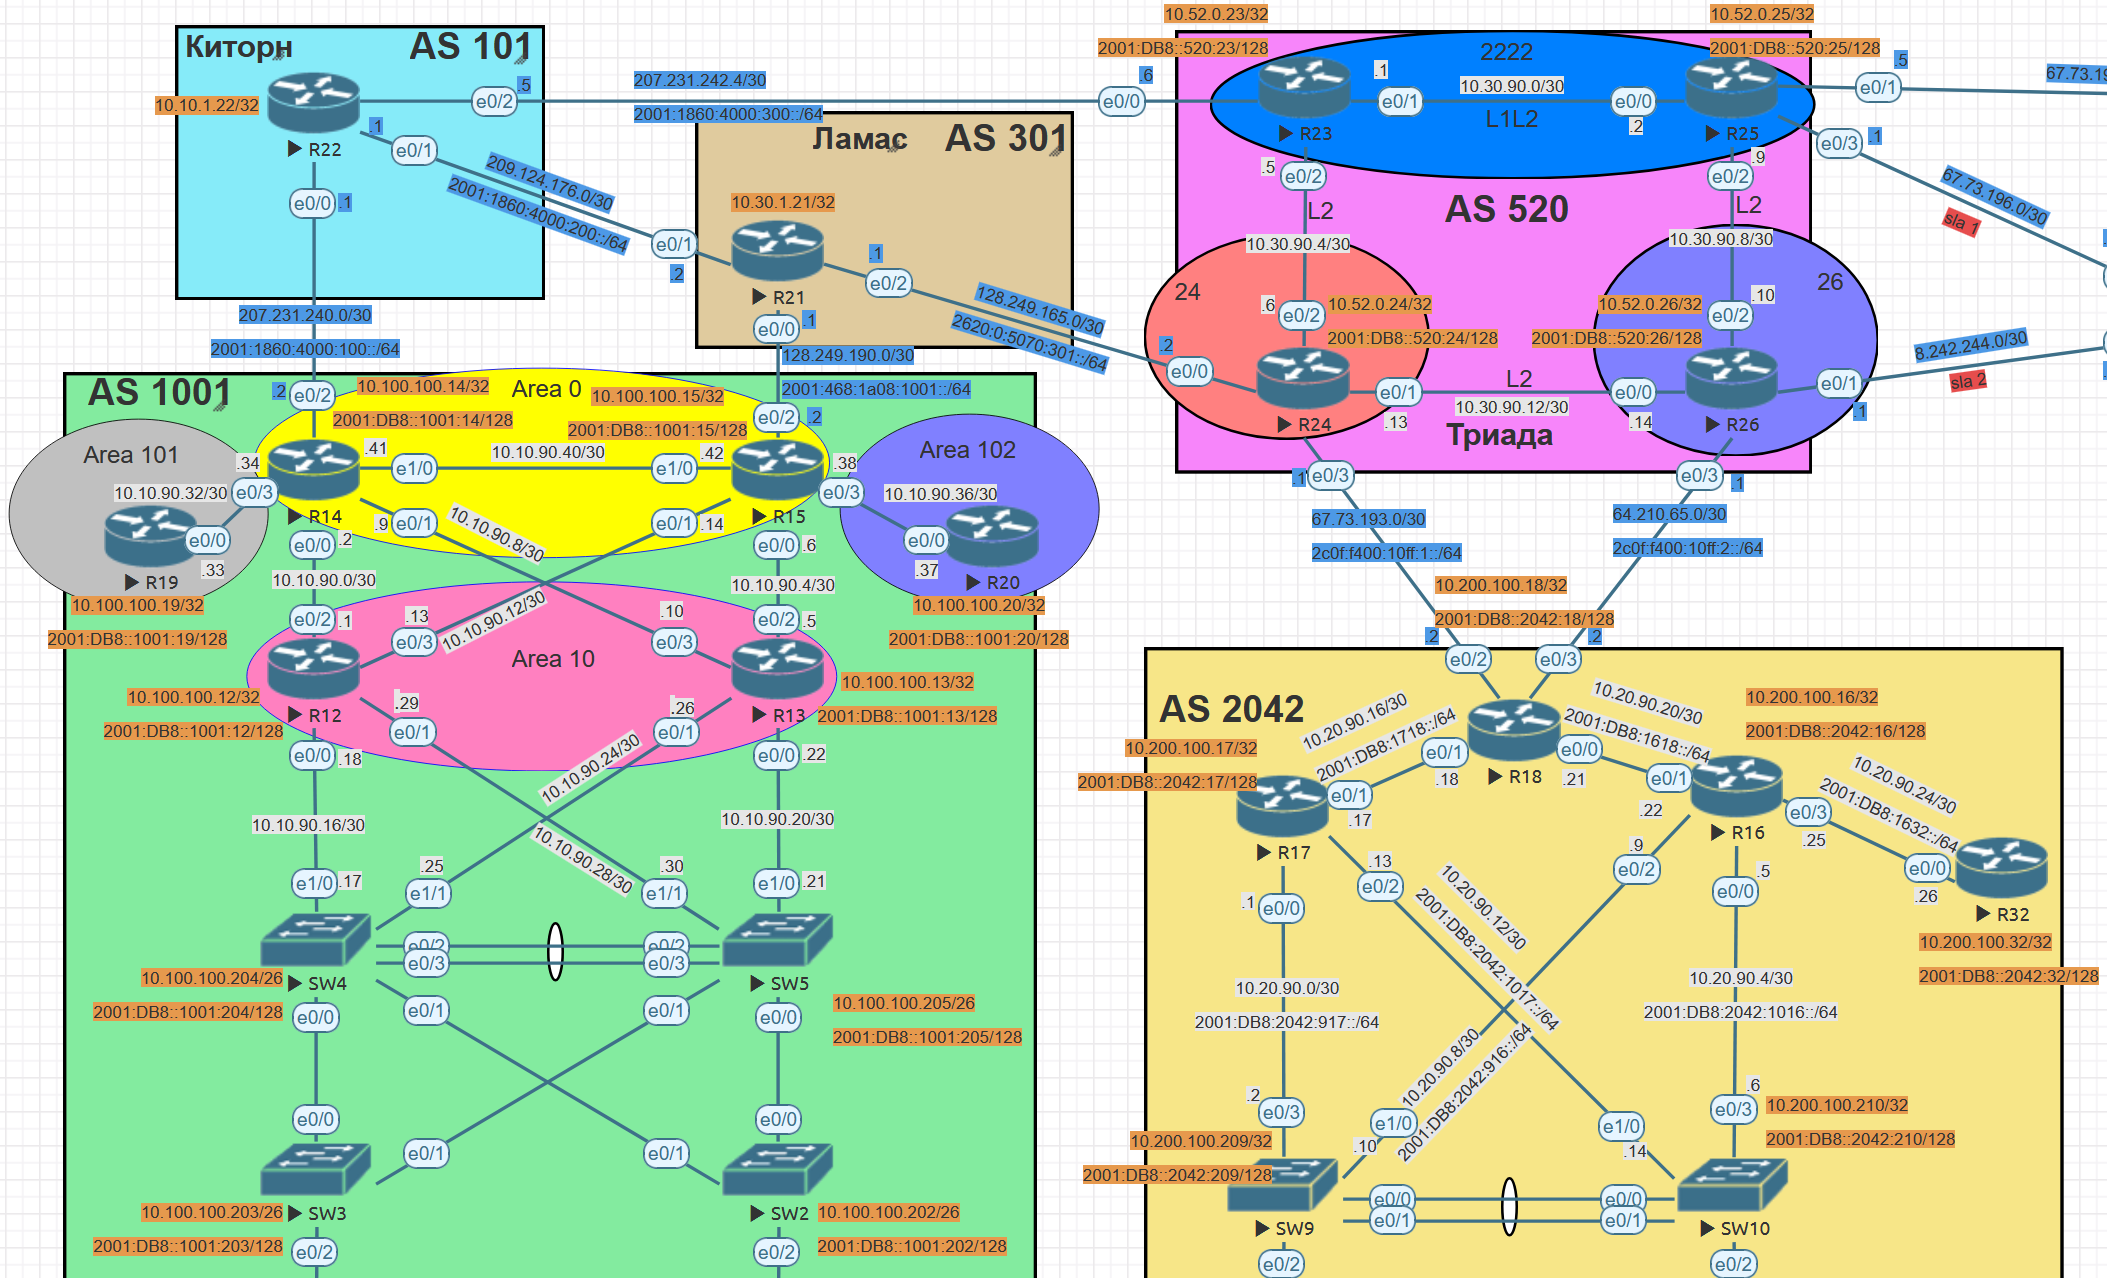 Киторн AS 101
10.10.1.22/32
R22
e0/2 .5
.1 e0/1
e0/0 .1
207.231.242.4/30
2001:1860:4000:300::/64
209.124.176.0/30
2001:1860:4000:200::/64
207.231.240.0/30
2001:1860:4000:100::/64
Ламас AS 301
10.30.1.21/32
R21
e0/1
.2
.1
e0/2
e0/0 .1
128.249.165.0/30
2620:0:5070:301::/64
128.249.190.0/30
2001:468:1a08:1001::/64
10.52.0.23/32
2001:DB8::520:23/128
10.52.0.25/32
2001:DB8::520:25/128
2222
.6
e0/0
R23
.1
e0/1
10.30.90.0/30
L1L2
e0/0
.2
R25
.5
e0/1
67.73.19
e0/3 .1
67.73.196.0/30
sla 1
.5 e0/2
L2
10.30.90.4/30
AS 520
.9
e0/2
L2
10.30.90.8/30
24
.6 e0/2
10.52.0.24/32
2001:DB8::520:24/128
.2
e0/0
R24
e0/1
.13
L2
10.30.90.12/30
Триада
26
10.52.0.26/32
2001:DB8::520:26/128
.10
e0/2
e0/0
.14
R26
e0/1
.1
8.242.244.0/30
sla 2
.1 e0/3
e0/3 .1
67.73.193.0/30
2c0f:f400:10ff:1::/64
64.210.65.0/30
2c0f:f400:10ff:2::/64
AS 1001
Area 0
.2 e0/2
10.100.100.14/32
2001:DB8::1001:14/128
10.100.100.15/32
2001:DB8::1001:15/128
e0/2 .2
Area 101
.34
e0/3
10.10.90.32/30
e0/0
.33
R19
10.100.100.19/32
2001:DB8::1001:19/128
R14
.41
e1/0
10.10.90.40/30
.42
e1/0
R15
.9 e0/1
10.10.90.8/30
e0/1 .14
e0/0 .2
e0/0 .6
.38
e0/3
Area 102
10.10.90.36/30
e0/0
.37
R20
10.100.100.20/32
2001:DB8::1001:20/128
10.10.90.0/30
10.10.90.4/30
e0/2 .1
.13
e0/3
10.10.90.12/30
.10
e0/3
e0/2 .5
Area 10
R12
10.100.100.12/32
2001:DB8::1001:12/128
R13
10.100.100.13/32
2001:DB8::1001:13/128
e0/0 .18
.29
e0/1
.26
e0/1
e0/0 .22
10.10.90.16/30
10.10.90.24/30
10.10.90.28/30
10.10.90.20/30
e1/0 .17
.25
e1/1
.30
e1/1
e1/0 .21
e0/2
e0/3
e0/2
e0/3
SW4
10.100.100.204/26
2001:DB8::1001:204/128
SW5
10.100.100.205/26
2001:DB8::1001:205/128
e0/0
e0/1
e0/1
e0/0
e0/0
e0/1
e0/1
e0/0
SW3
10.100.100.203/26
2001:DB8::1001:203/128
e0/2
SW2
10.100.100.202/26
2001:DB8::1001:202/128
e0/2
10.200.100.18/32
2001:DB8::2042:18/128
.2
e0/2
.2
e0/3
AS 2042
R18
10.20.90.16/30
2001:DB8:1718::/64
e0/1
.18
10.20.90.20/30
2001:DB8:1618::/64
e0/0
.21
10.200.100.17/32
2001:DB8::2042:17/128
R17
e0/1
.17
10.200.100.16/32
2001:DB8::2042:16/128
e0/1
.22
R16
e0/3
.25
10.20.90.24/30
2001:DB8:1632::/64
e0/0
.26
R32
10.200.100.32/32
2001:DB8::2042:32/128
.1 e0/0
.13
e0/2
.9
e0/2
.5
e0/0
10.20.90.12/30
2001:DB8:2042:1017::/64
10.20.90.0/30
2001:DB8:2042:917::/64
10.20.90.4/30
2001:DB8:2042:1016::/64
10.20.90.8/30
2001:DB8:2042:916::/64
.2
e0/3
e1/0
.10
e1/0
.14
.6
e0/3
10.200.100.209/32
2001:DB8::2042:209/128
SW9
10.200.100.210/32
2001:DB8::2042:210/128
SW10
e0/0
e0/1
e0/0
e0/1
e0/2
e0/2